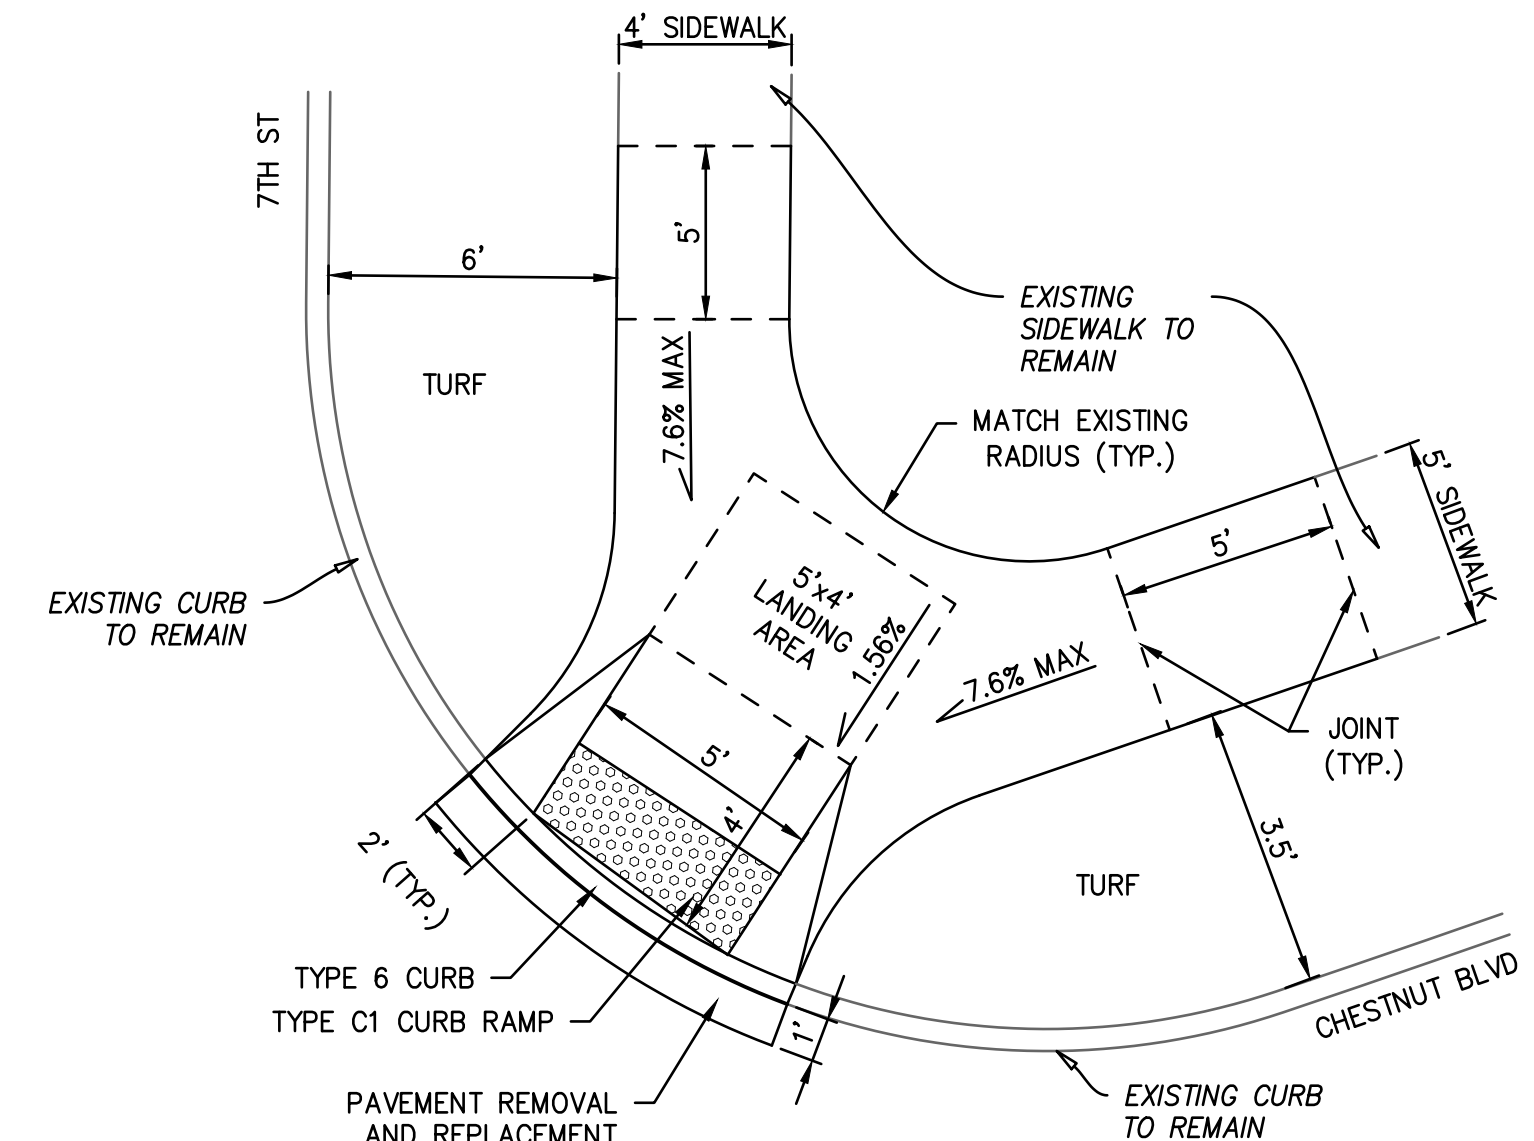 4' SIDEWALK
7TH ST
5'
6'
EXISTING
SIDEWALK TO
REMAIN
7.6% MAX
TURF
MATCH EXISTING
RADIUS (TYP.)
5' SIDEWALK
5'
5'x4'
LANDING
AREA
1.56%
EXISTING CURB
TO REMAIN
7.6% MAX
JOINT
(TYP.)
5'
4'
3.5'
2' (TYP.)
TURF
TYPE 6 CURB
TYPE C1 CURB RAMP
1'
CHESTNUT BLVD
PAVEMENT REMOVAL
AND REPLACEMENT
EXISTING CURB
TO REMAIN